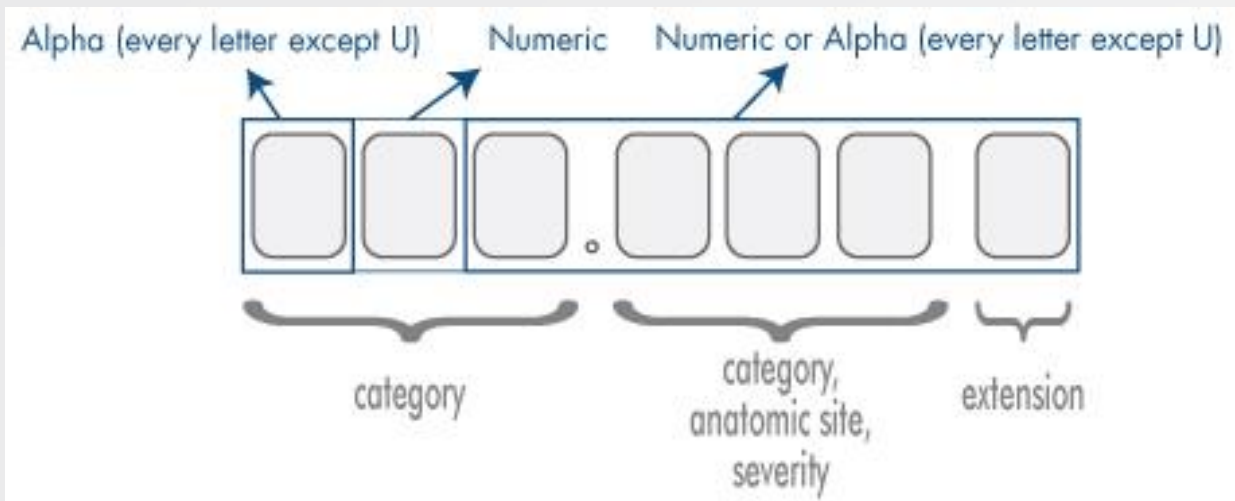 Alpha (every letter except U) Numeric Numeric or Alpha (every letter except U)
category
category,
anatomic site,
severity
extension